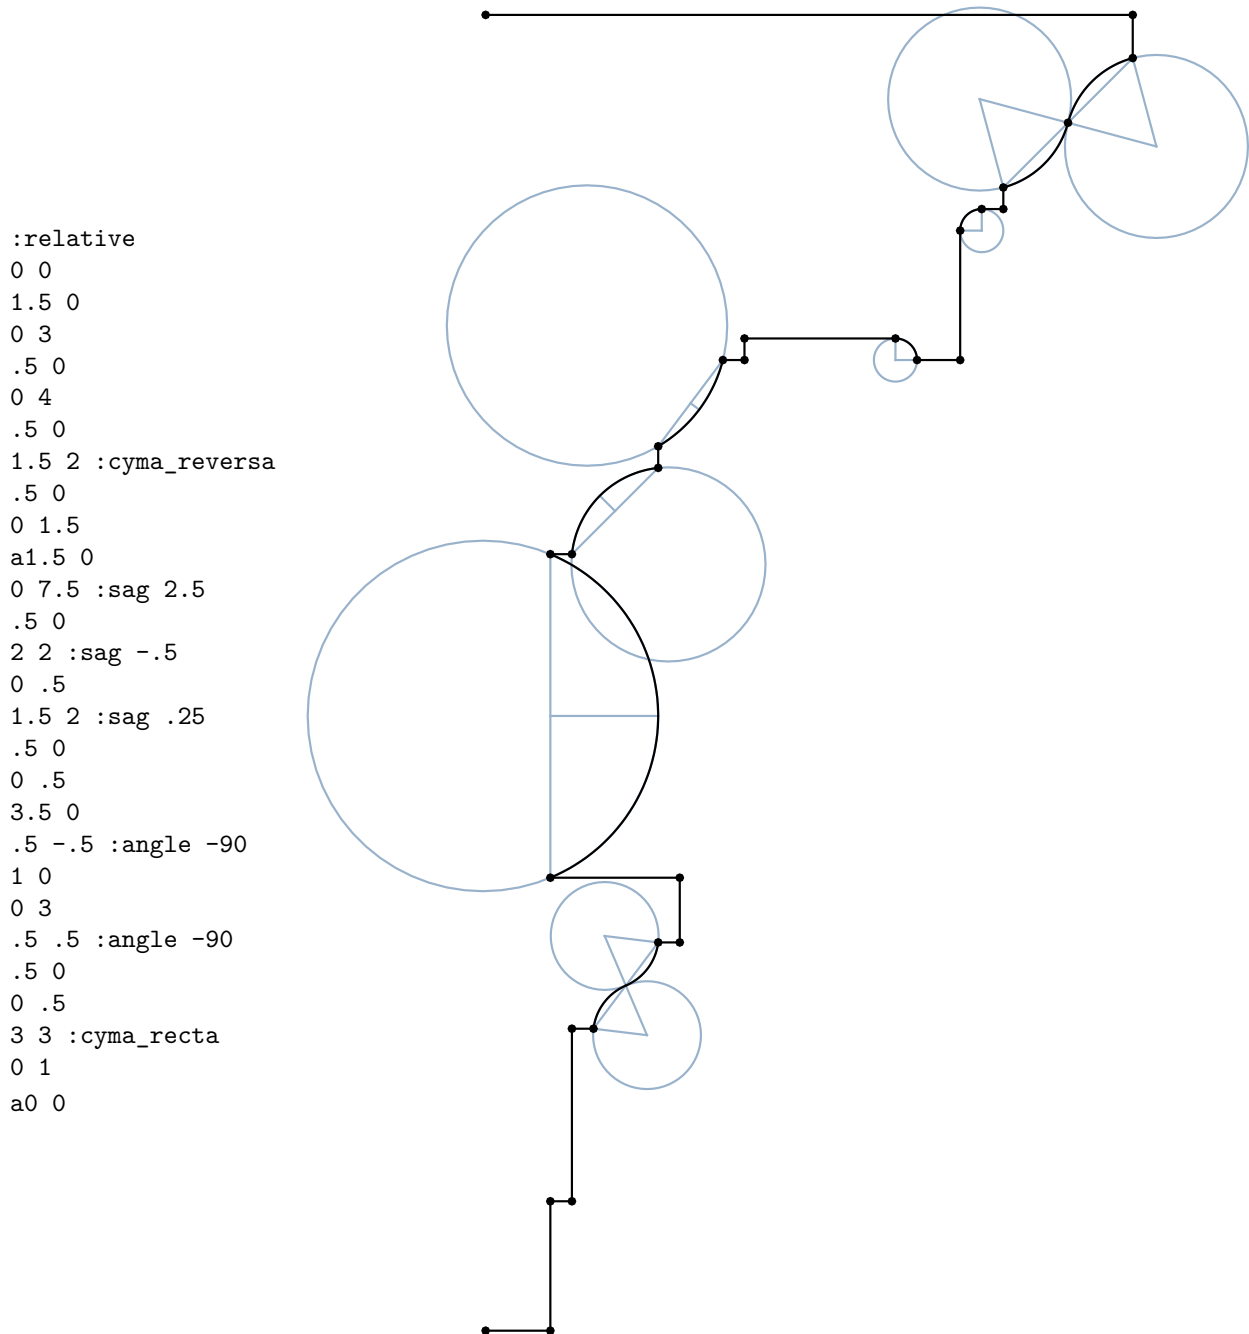 :relative
0 0
1.5 0
0 3
.5 0
0 4
.5 0
1.5 2 :cyma_reversa
.5 0
0 1.5
a1.5 0
0 7.5 :sag 2.5
.5 0
2 2 :sag -.5
0 .5
1.5 2 :sag .25
.5 0
0 .5
3.5 0
.5 -.5 :angle -90
1 0
0 3
.5 .5 :angle -90
.5 0
0 .5
3 3 :cyma_recta
0 1
a0 0